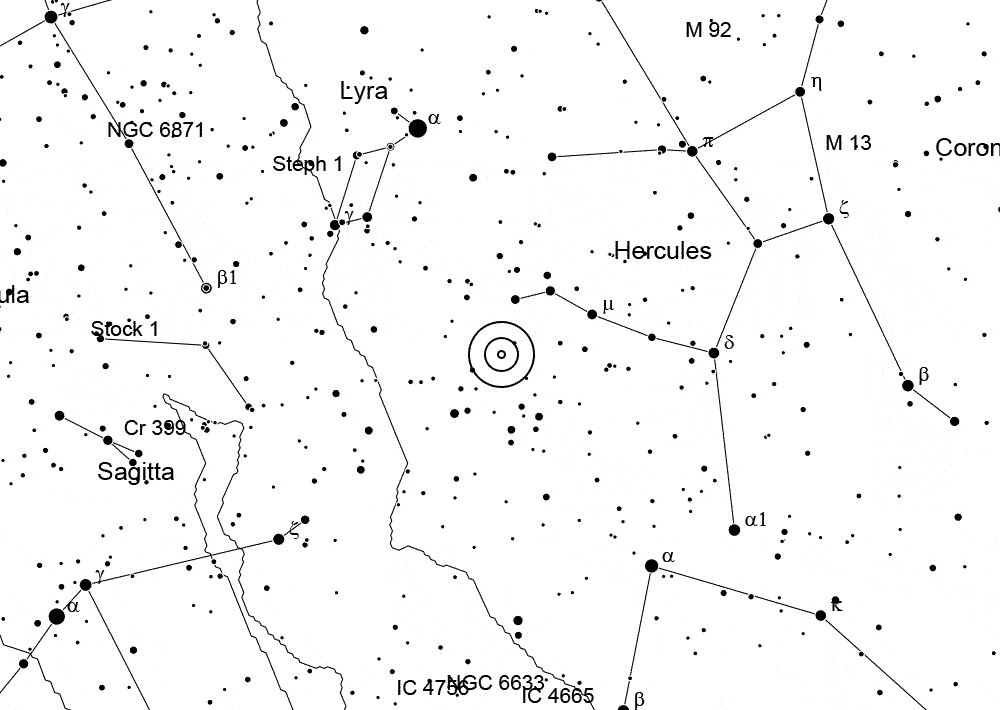 γ
M 92
η
Lyra
α
NGC 6871
π
M 13
Coron
Steph 1
γ
ζ
Hercules
β1
ula
μ
Stock 1
δ
β
Cr 399
Sagitta
α1
ζ
α
γ
α
κ
IC 4756
NGC 6633
IC 4665
β